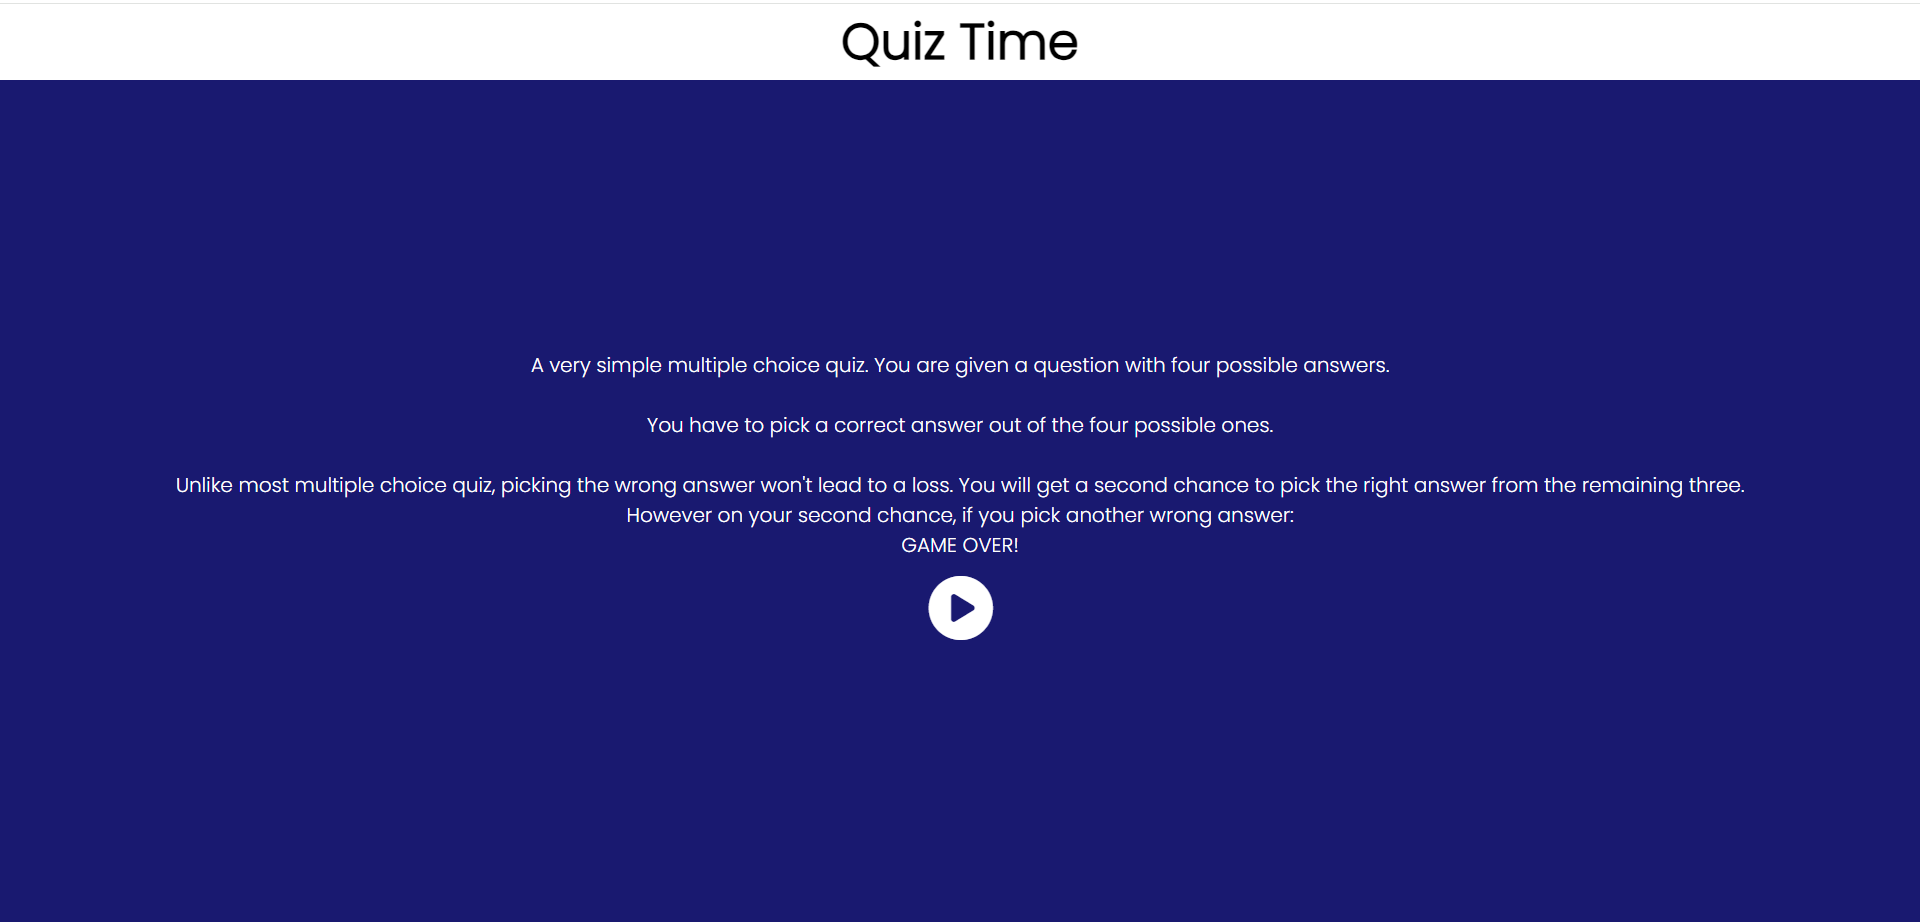 Quiz Time
A very simple multiple choice quiz. You are given a question with four possible answers.
You have to pick a correct answer out of the four possible ones.
Unlike most multiple choice quiz, picking the wrong answer won't lead to a loss. You will get a second chance to pick the right answer from the remaining three.
However on your second chance, if you pick another wrong answer:
GAME OVER!